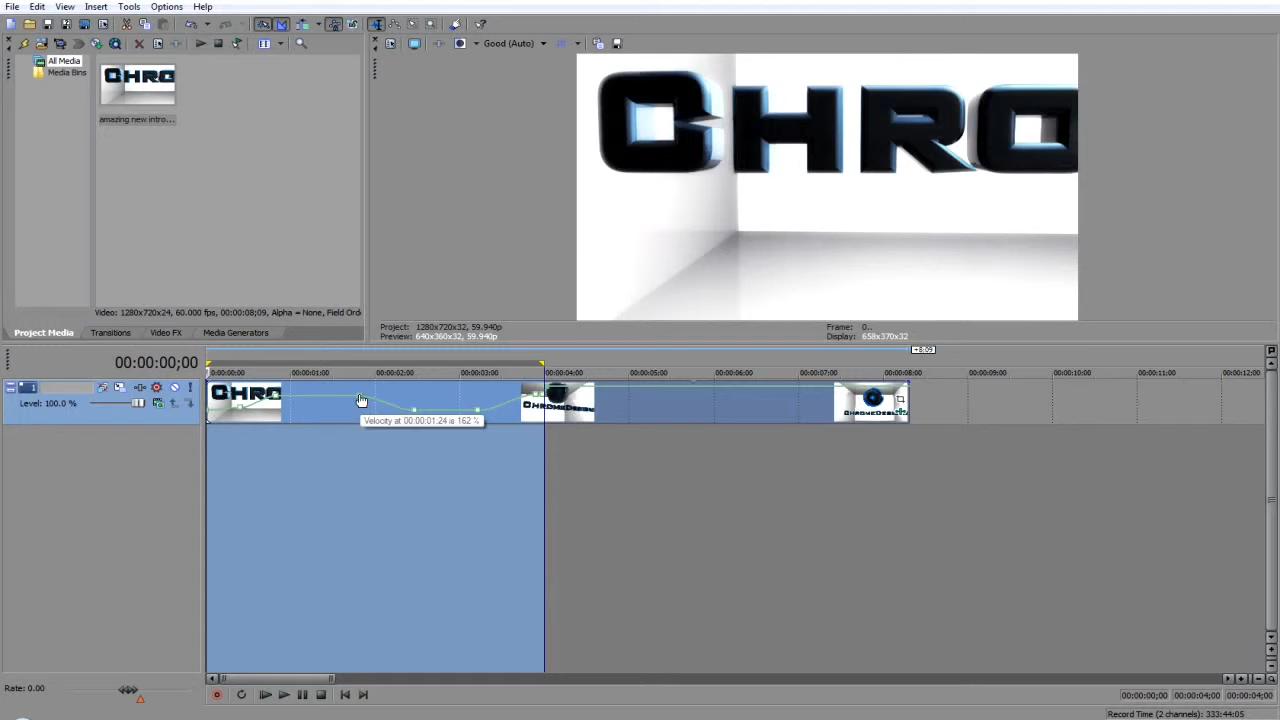 File Edit View Insert Tools Options Help
Good (Auto)
All Media
Media Bins
CHRO
amazing new intro...
CHRO
Video: 1280x720x24, 60.000 fps, 00:00:08;09, Alpha = None, Field Ord
Project Media Transitions Video FX Media Generators
Project: 1280x720x32, 59.940p
Preview: 640x360x32, 59.940p
Frame: 0..
Display: 658x370x32
00:00:00;00
+8:09
00:00:00;00 00:00:01;00 00:00:02;00 00:00:03;00 00:00:04;00 00:00:05;00 00:00:06;00 00:00:07;00 00:00:08;00 00:00:09;00 00:00:10;00 00:00:11;00 00:00:12;00
1
Level: 100.0 %
CHRO
Velocity at 00:00:01:24 is 162 %
Rate: 0.00
00:00:00;00 00:00:04;00 00:00:04;00
Record Time (2 channels): 333:44:05